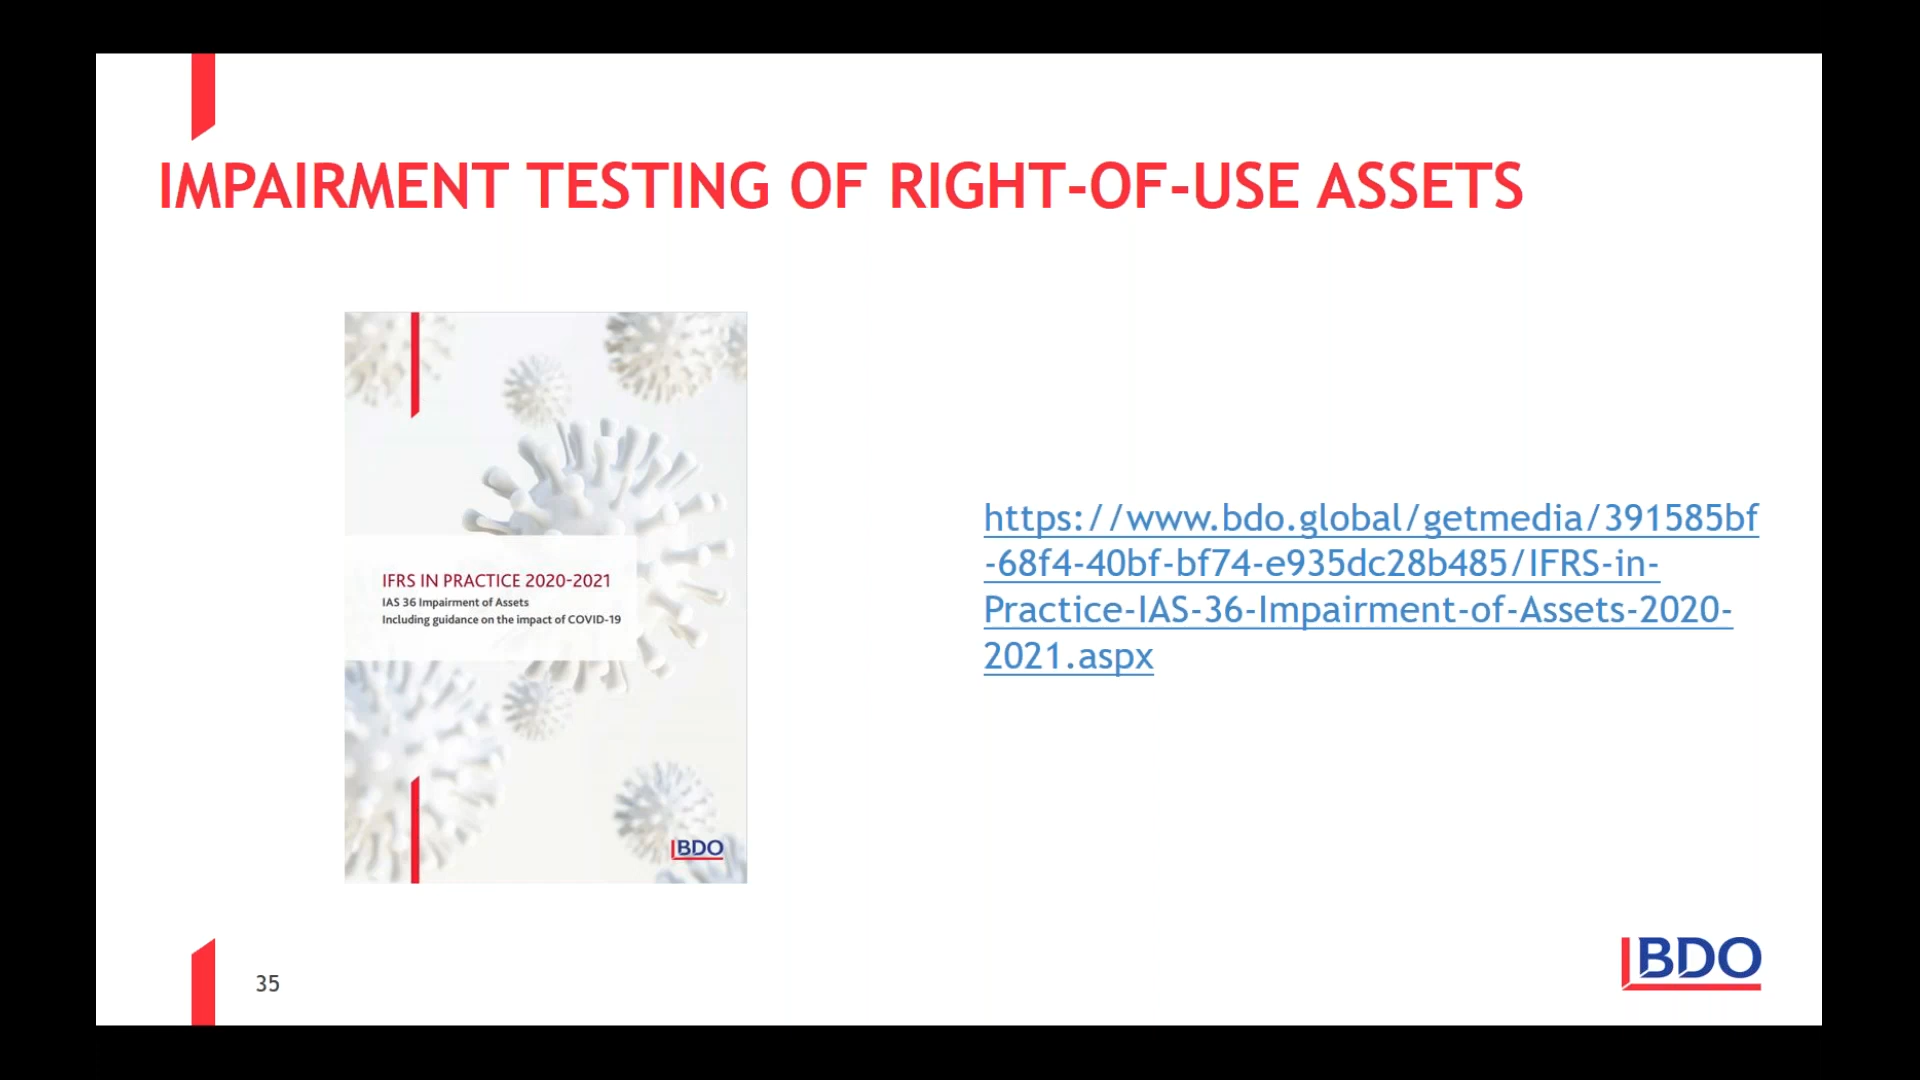 IMPAIRMENT TESTING OF RIGHT-OF-USE ASSETS
IFRS IN PRACTICE 2020-2021
IAS 36 Impairment of Assets
Including guidance on the impact of COVID-19
BDO
https://www.bdo.global/getmedia/391585bf
-68f4-40bf-bf74-e935dc28b485/IFRS-in-
Practice-IAS-36-Impairment-of-Assets-2020-
2021.aspx
35
BDO